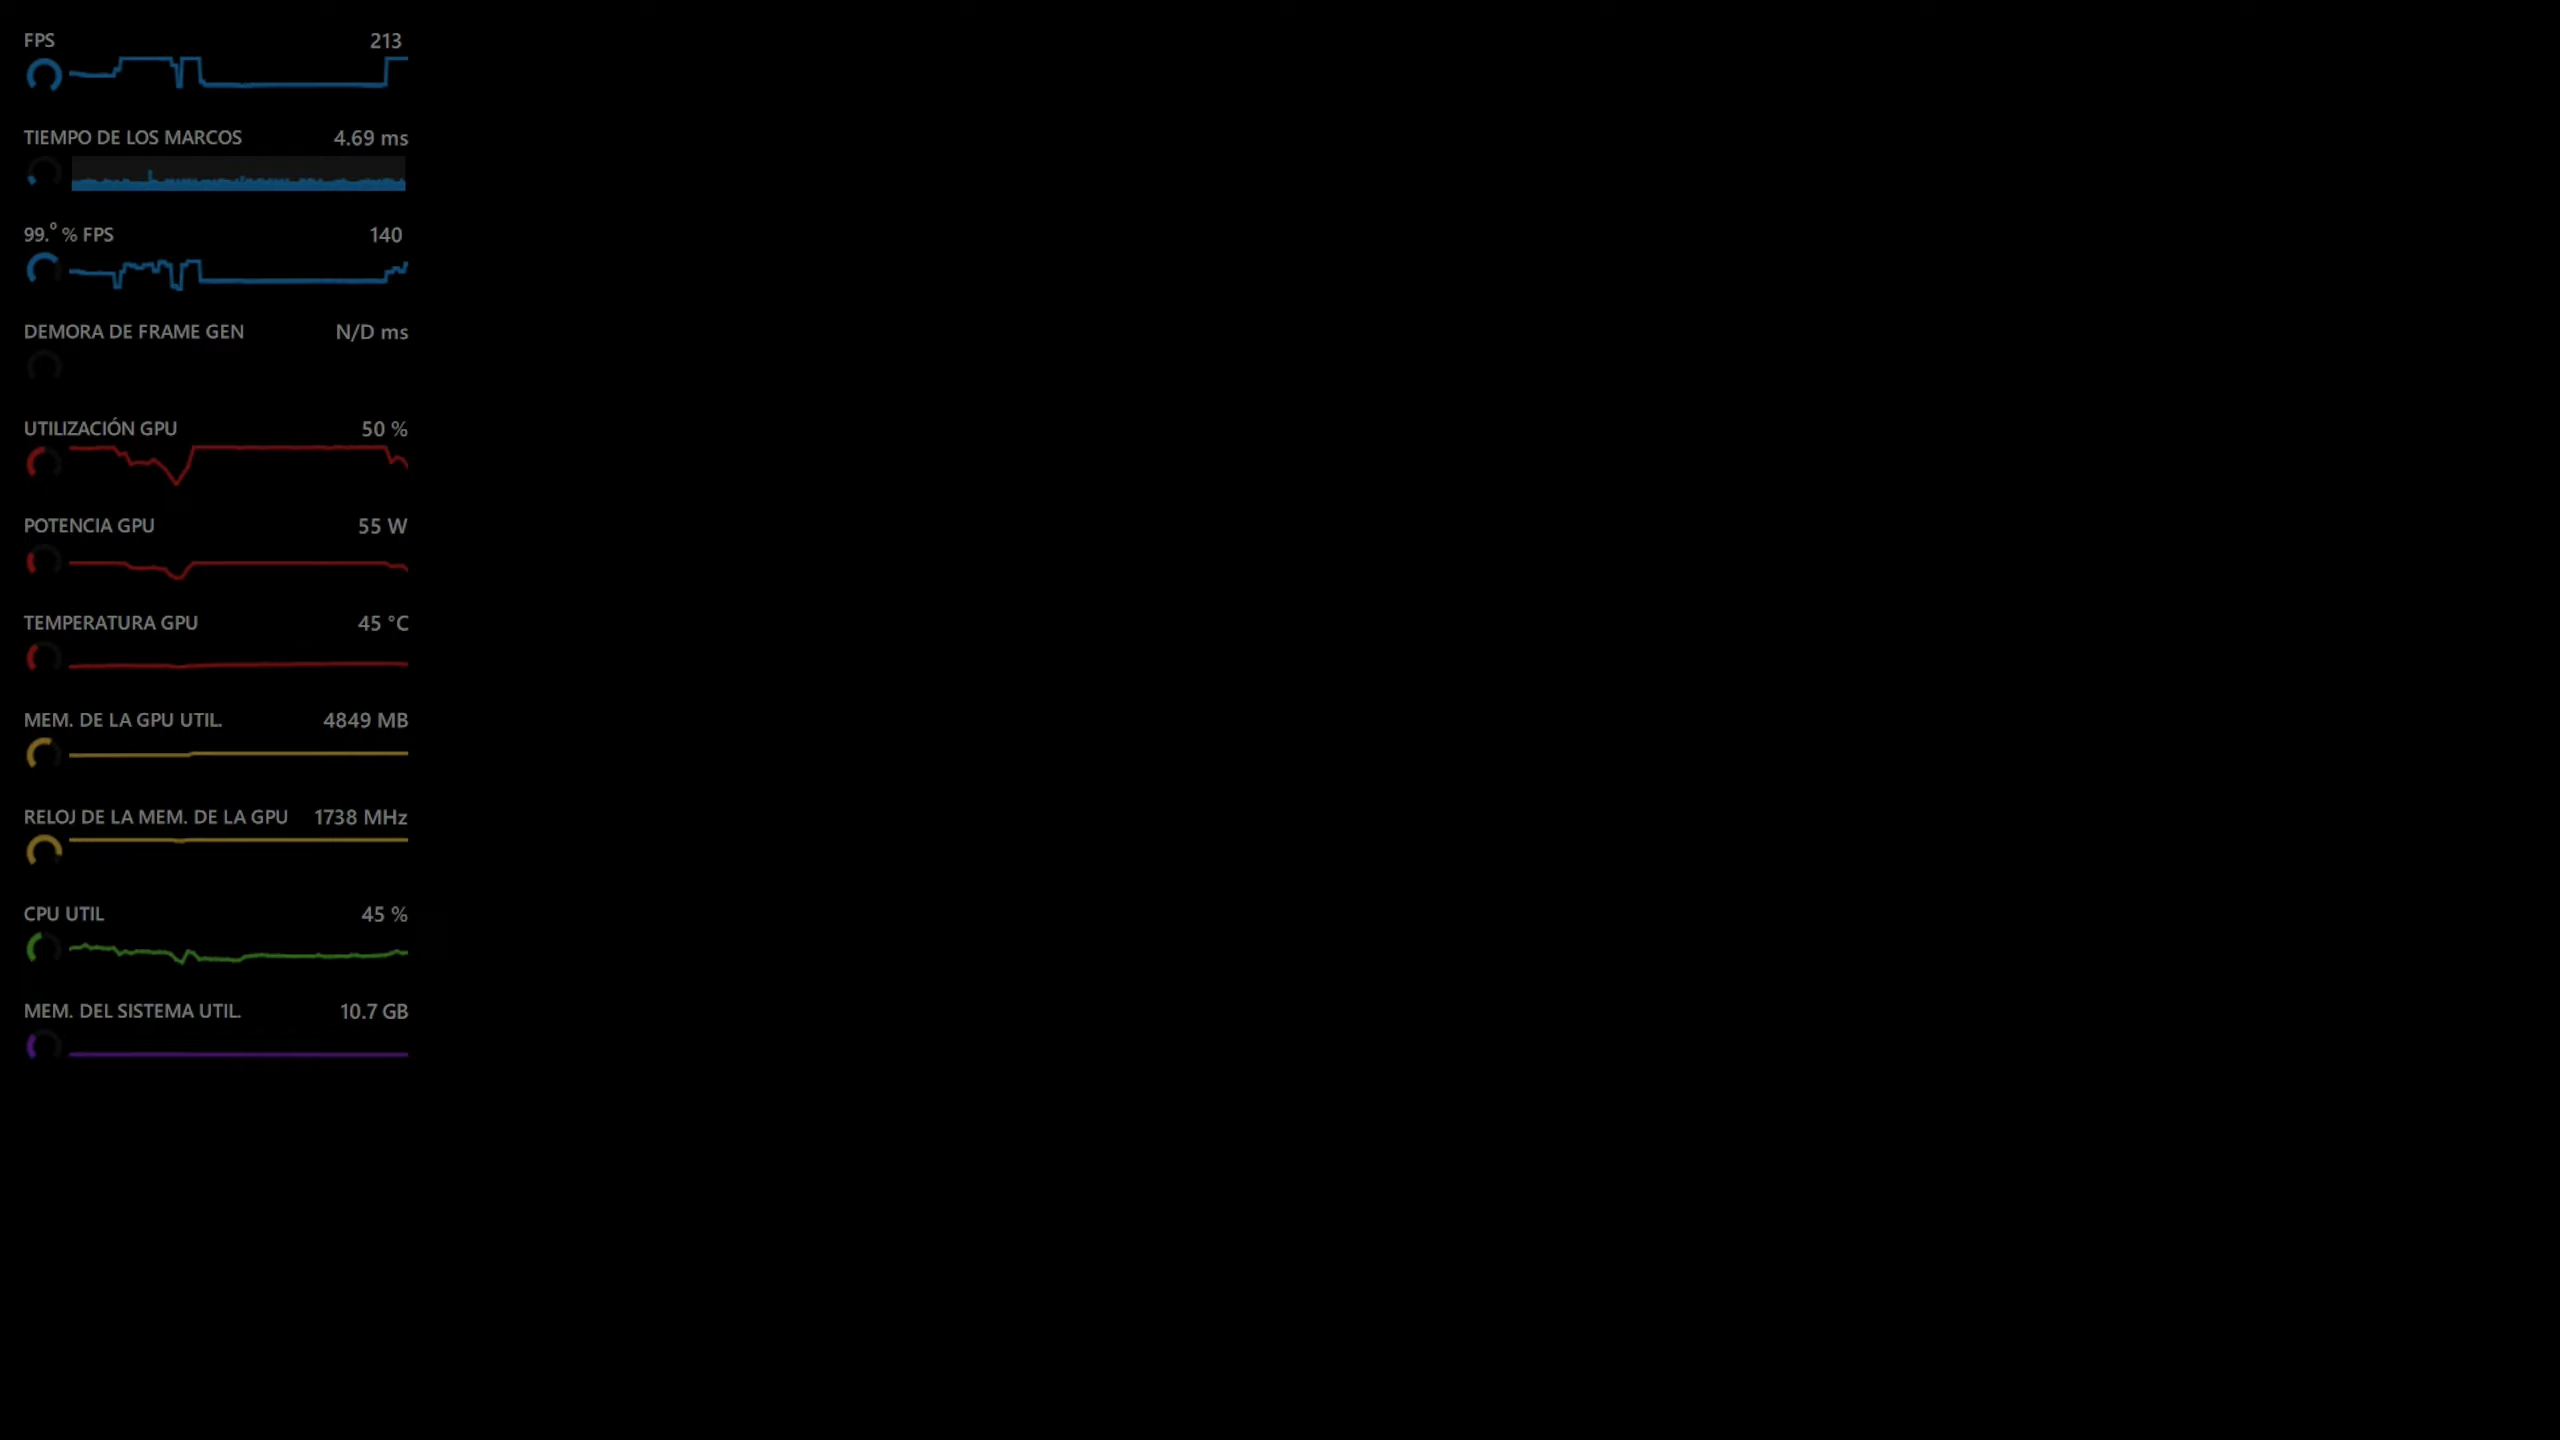 FPS 213
TIEMPO DE LOS MARCOS 4.69 ms
99.º % FPS 140
DEMORA DE FRAME GEN N/D ms
UTILIZACIÓN GPU 50 %
POTENCIA GPU 55 W
TEMPERATURA GPU 45 °C
MEM. DE LA GPU UTIL. 4849 MB
RELOJ DE LA MEM. DE LA GPU 1738 MHz
CPU UTIL 45 %
MEM. DEL SISTEMA UTIL. 10.7 GB